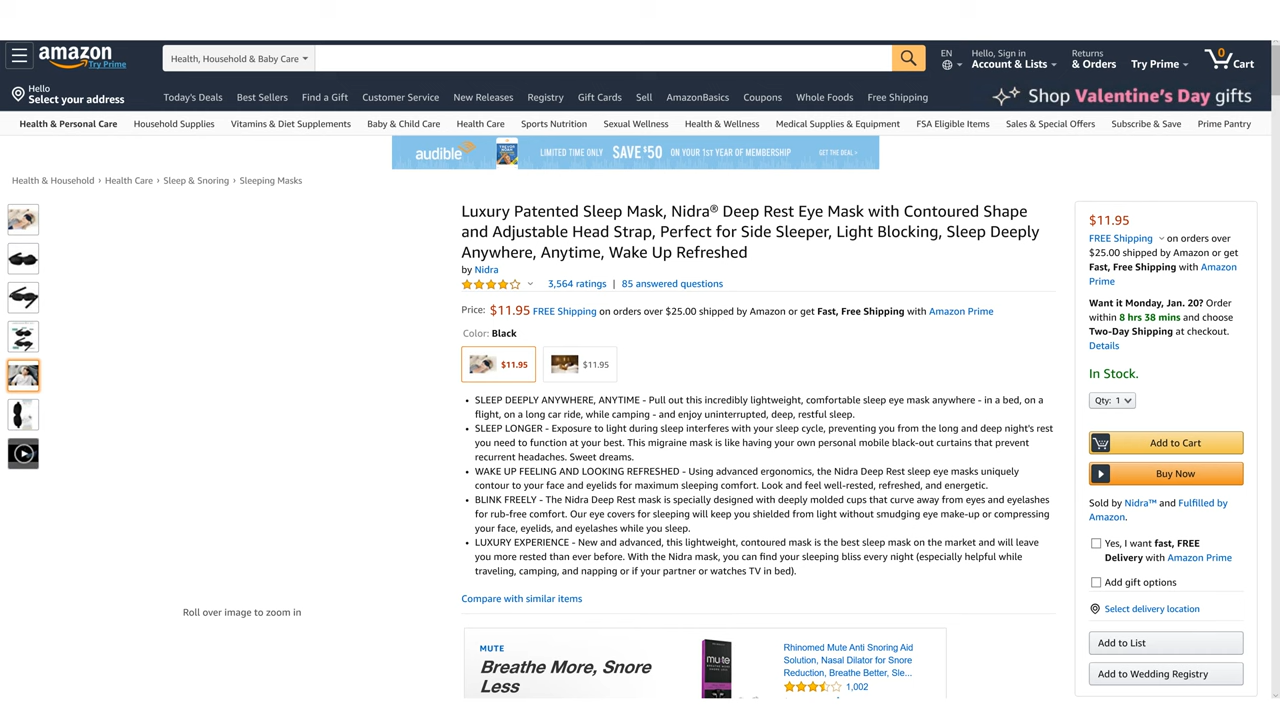 amazon
Try Prime
Health, Household & Baby Care
EN
Hello, Sign in
Account & Lists
Returns
& Orders
Try Prime
0
Cart
Hello
Select your address
Today's Deals
Best Sellers
Find a Gift
Customer Service
New Releases
Registry
Gift Cards
Sell
AmazonBasics
Coupons
Whole Foods
Free Shipping
Shop Valentine's Day gifts
Health & Personal Care
Household Supplies
Vitamins & Diet Supplements
Baby & Child Care
Health Care
Sports Nutrition
Sexual Wellness
Health & Wellness
Medical Supplies & Equipment
FSA Eligible Items
Sales & Special Offers
Subscribe & Save
Prime Pantry
audible
LIMITED TIME ONLY SAVE $50 ON YOUR 1ST YEAR OF MEMBERSHIP
GET THE DEAL >
Health & Household › Health Care › Sleep & Snoring › Sleeping Masks
Luxury Patented Sleep Mask, Nidra® Deep Rest Eye Mask with Contoured Shape
and Adjustable Head Strap, Perfect for Side Sleeper, Light Blocking, Sleep Deeply
Anywhere, Anytime, Wake Up Refreshed
by Nidra
3,564 ratings | 85 answered questions
Price: $11.95 FREE Shipping on orders over $25.00 shipped by Amazon or get Fast, Free Shipping with Amazon Prime
Color: Black
$11.95
$11.95
• SLEEP DEEPLY ANYWHERE, ANYTIME - Pull out this incredibly lightweight, comfortable sleep eye mask anywhere - in a bed, on a
flight, on a long car ride, while camping - and enjoy uninterrupted, deep, restful sleep.
• SLEEP LONGER - Exposure to light during sleep interferes with your sleep cycle, preventing you from the long and deep night's rest
you need to function at your best. This migraine mask is like having your own personal mobile black-out curtains that prevent
recurrent headaches. Sweet dreams.
• WAKE UP FEELING AND LOOKING REFRESHED - Using advanced ergonomics, the Nidra Deep Rest sleep eye masks uniquely
contour to your face and eyelids for maximum sleeping comfort. Look and feel well-rested, refreshed, and energetic.
• BLINK FREELY - The Nidra Deep Rest mask is specially designed with deeply molded cups that curve away from eyes and eyelashes
for rub-free comfort. Our eye covers for sleeping will keep you shielded from light without smudging eye make-up or compressing
your face, eyelids, and eyelashes while you sleep.
• LUXURY EXPERIENCE - New and advanced, this lightweight, contoured mask is the best sleep mask on the market and will leave
you more rested than ever before. With the Nidra mask, you can find your sleeping bliss every night (especially helpful while
traveling, camping, and napping or if your partner or watches TV in bed).
Compare with similar items
Roll over image to zoom in
MUTE
Breathe More, Snore
Less
mute
Rhinomed Mute Anti Snoring Aid
Solution, Nasal Dilator for Snore
Reduction, Breathe Better, Sle...
1,002
$11.95
FREE Shipping on orders over
$25.00 shipped by Amazon or get
Fast, Free Shipping with Amazon
Prime
Want it Monday, Jan. 20? Order
within 8 hrs 38 mins and choose
Two-Day Shipping at checkout.
Details
In Stock.
Qty: 1
Add to Cart
Buy Now
Sold by Nidra™ and Fulfilled by
Amazon.
Yes, I want fast, FREE
Delivery with Amazon Prime
Add gift options
Select delivery location
Add to List
Add to Wedding Registry